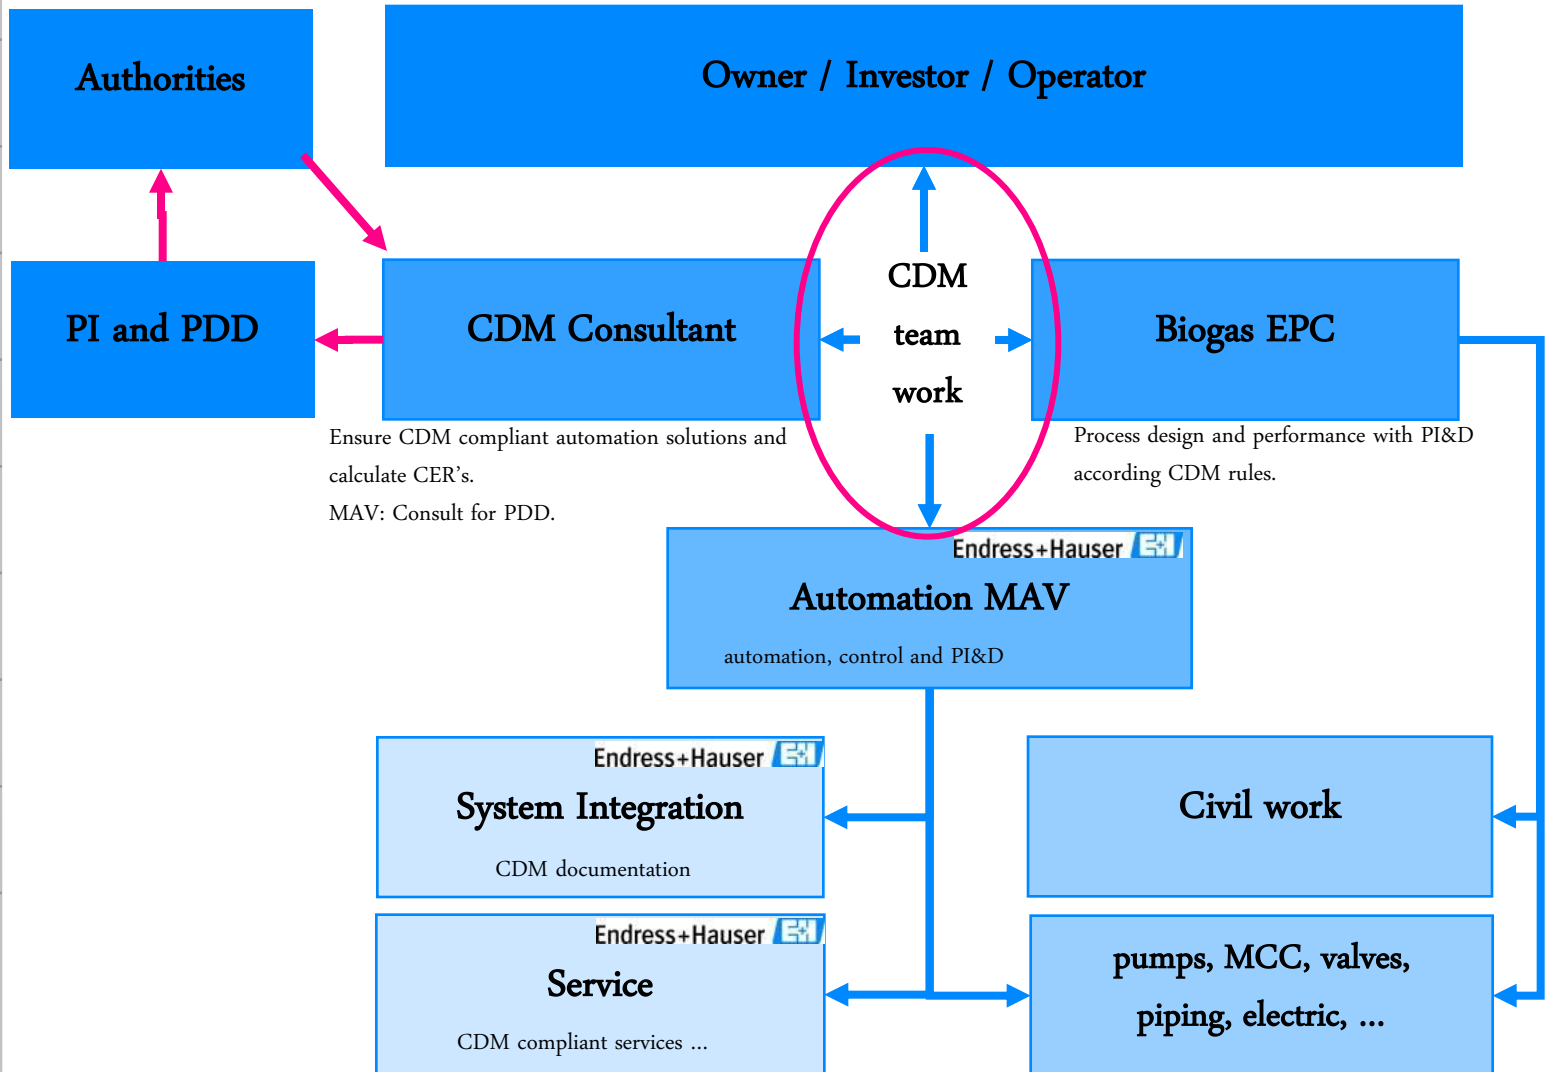 Authorities
Owner / Investor / Operator
PI and PDD
CDM Consultant
CDM
team
work
Biogas EPC
Ensure CDM compliant automation solutions and
calculate CER's.
MAV: Consult for PDD.
Process design and performance with PI&D
according CDM rules.
Endress+Hauser EH
Automation MAV
automation, control and PI&D
Endress+Hauser EH
System Integration
CDM documentation
Civil work
Endress+Hauser EH
Service
CDM compliant services ...
pumps, MCC, valves,
piping, electric, ...